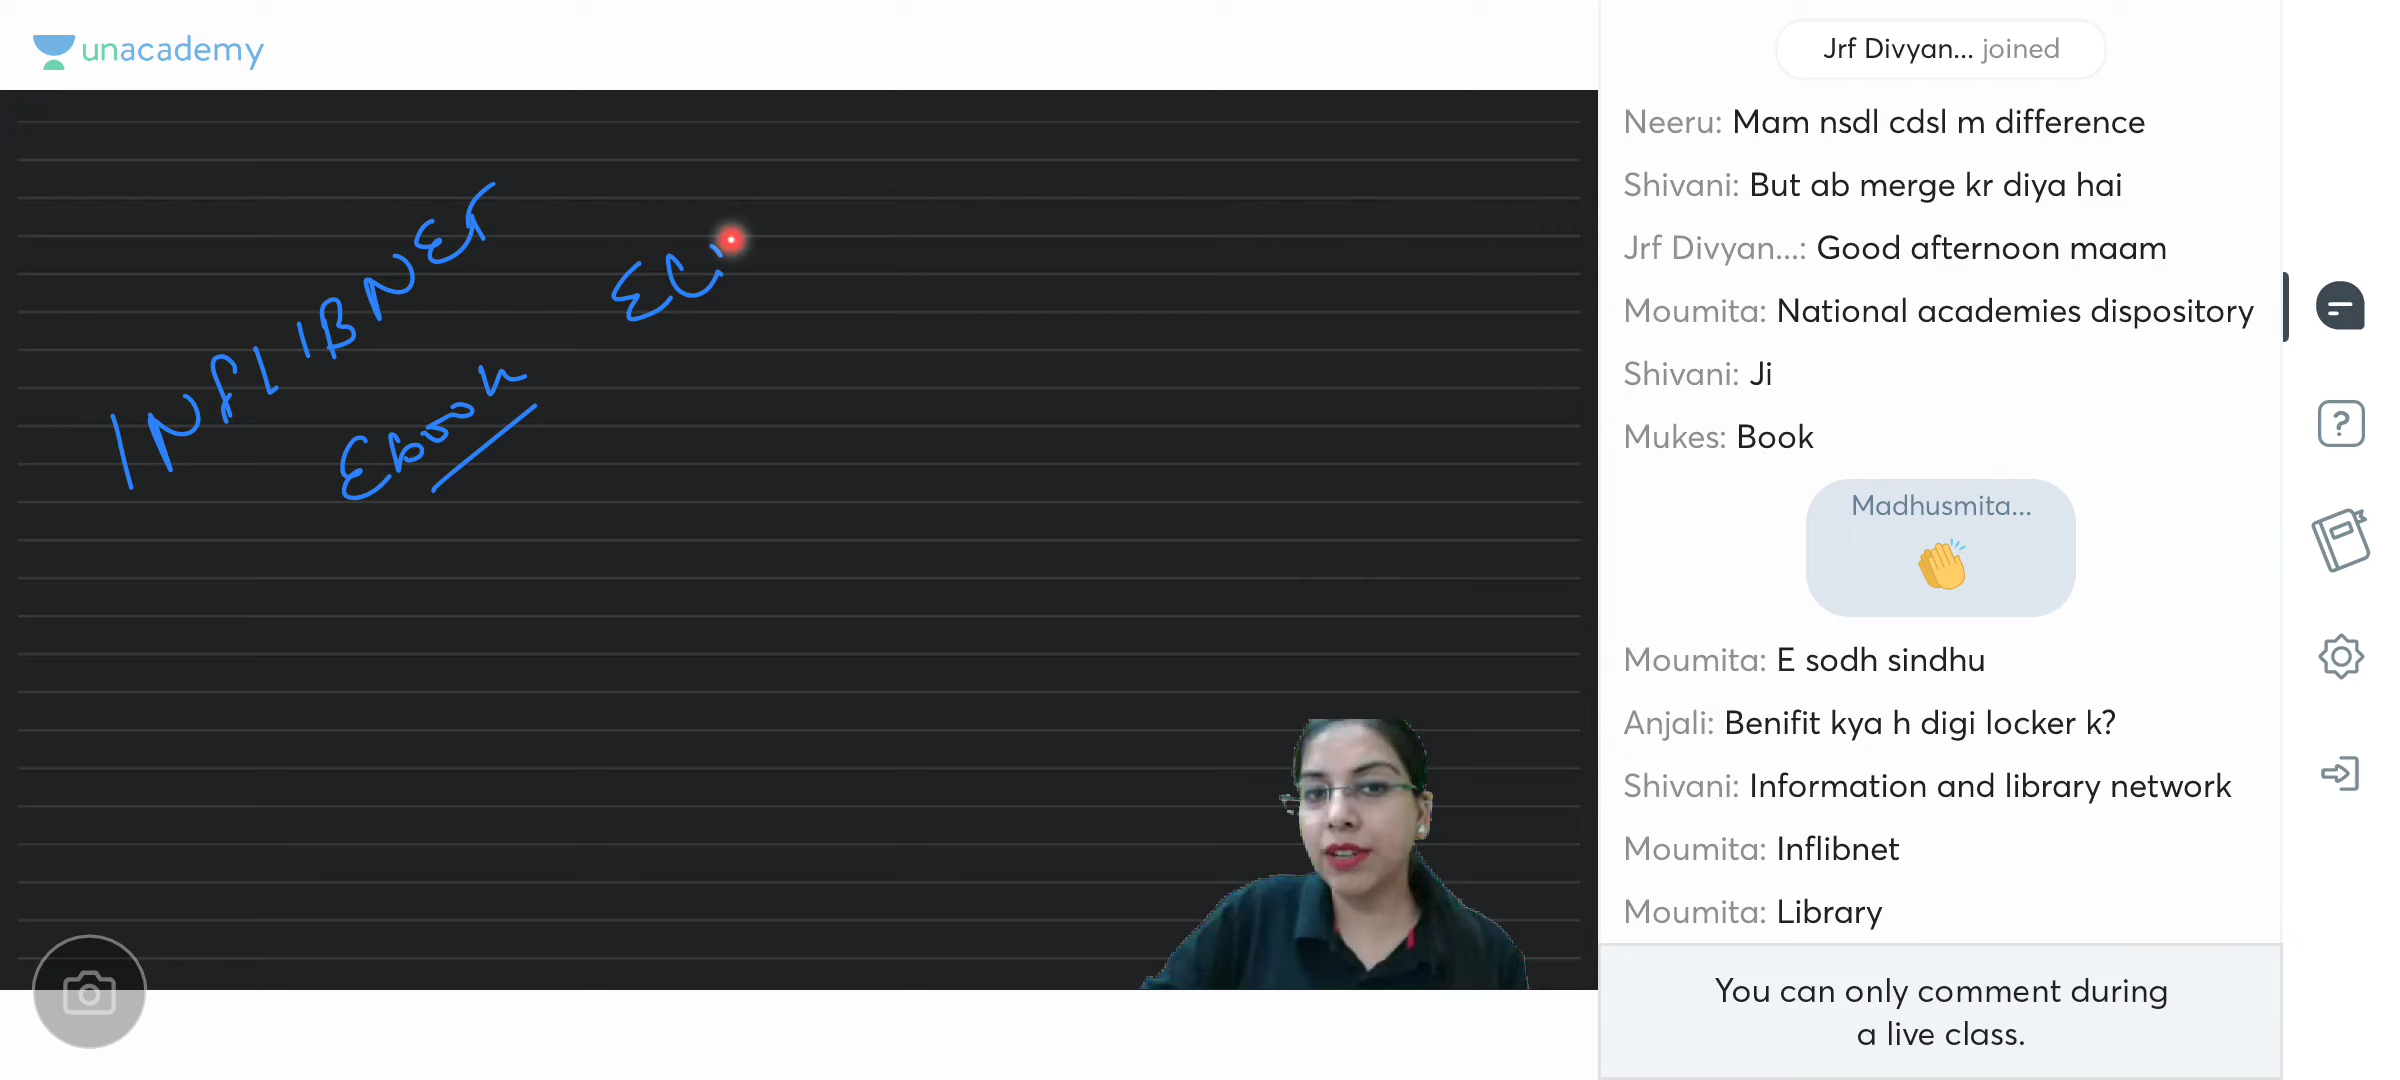 unacademy
INFLIBNET
Ebook
Jrf Divyan... joined
Neeru: Mam nsdl cdsl m difference
Shivani: But ab merge kr diya hai
Jrf Divyan...: Good afternoon maam
Moumita: National academies dispository
Shivani: Ji
Mukes: Book
Madhusmita...
Moumita: E sodh sindhu
Anjali: Benifit kya h digi locker k?
Shivani: Information and library network
Moumita: Inflibnet
Moumita: Library
You can only comment during
a live class.